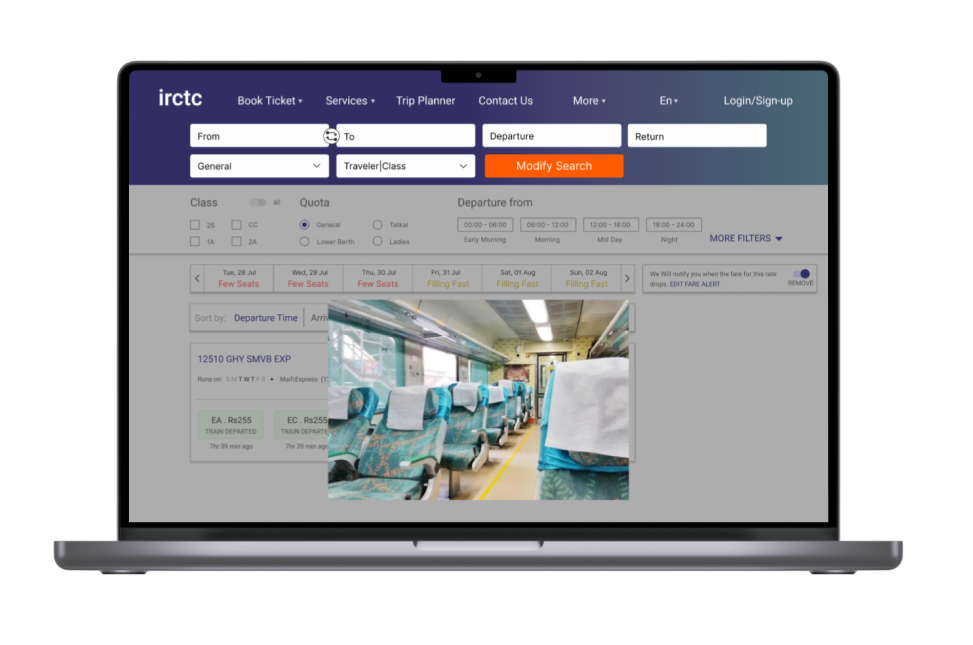 irctc Book Ticket Services Trip Planner Contact Us More En Login/Sign-up
From To Departure Return
General Traveler|Class Modify Search
Class all Quota Departure from
2S CC General Tatkal 00:00 - 06:00 06:00 - 12:00 12:00 - 18:00 18:00 - 24:00
1A 2A Lower Berth Ladies Early Morning Morning Mid Day Night MORE FILTERS
Tue, 28 Jul Wed, 29 Jul Thu, 30 Jul Fri, 31 Jul Sat, 01 Aug Sun, 02 Aug
Few Seats Few Seats Few Seats Filling Fast Filling Fast Filling Fast
We Will notify you when the fare for this rate
drops. EDIT FARE ALERT REMOVE
Sort by: Departure Time Arriv
12510 GHY SMVB EXP
Runs on: S M T W T F S • Mail\Express (1
EA . Rs255 EC . Rs255
TRAIN DEPARTED TRAIN DEPARTE
7hr 39 min ago 7hr 39 min ago